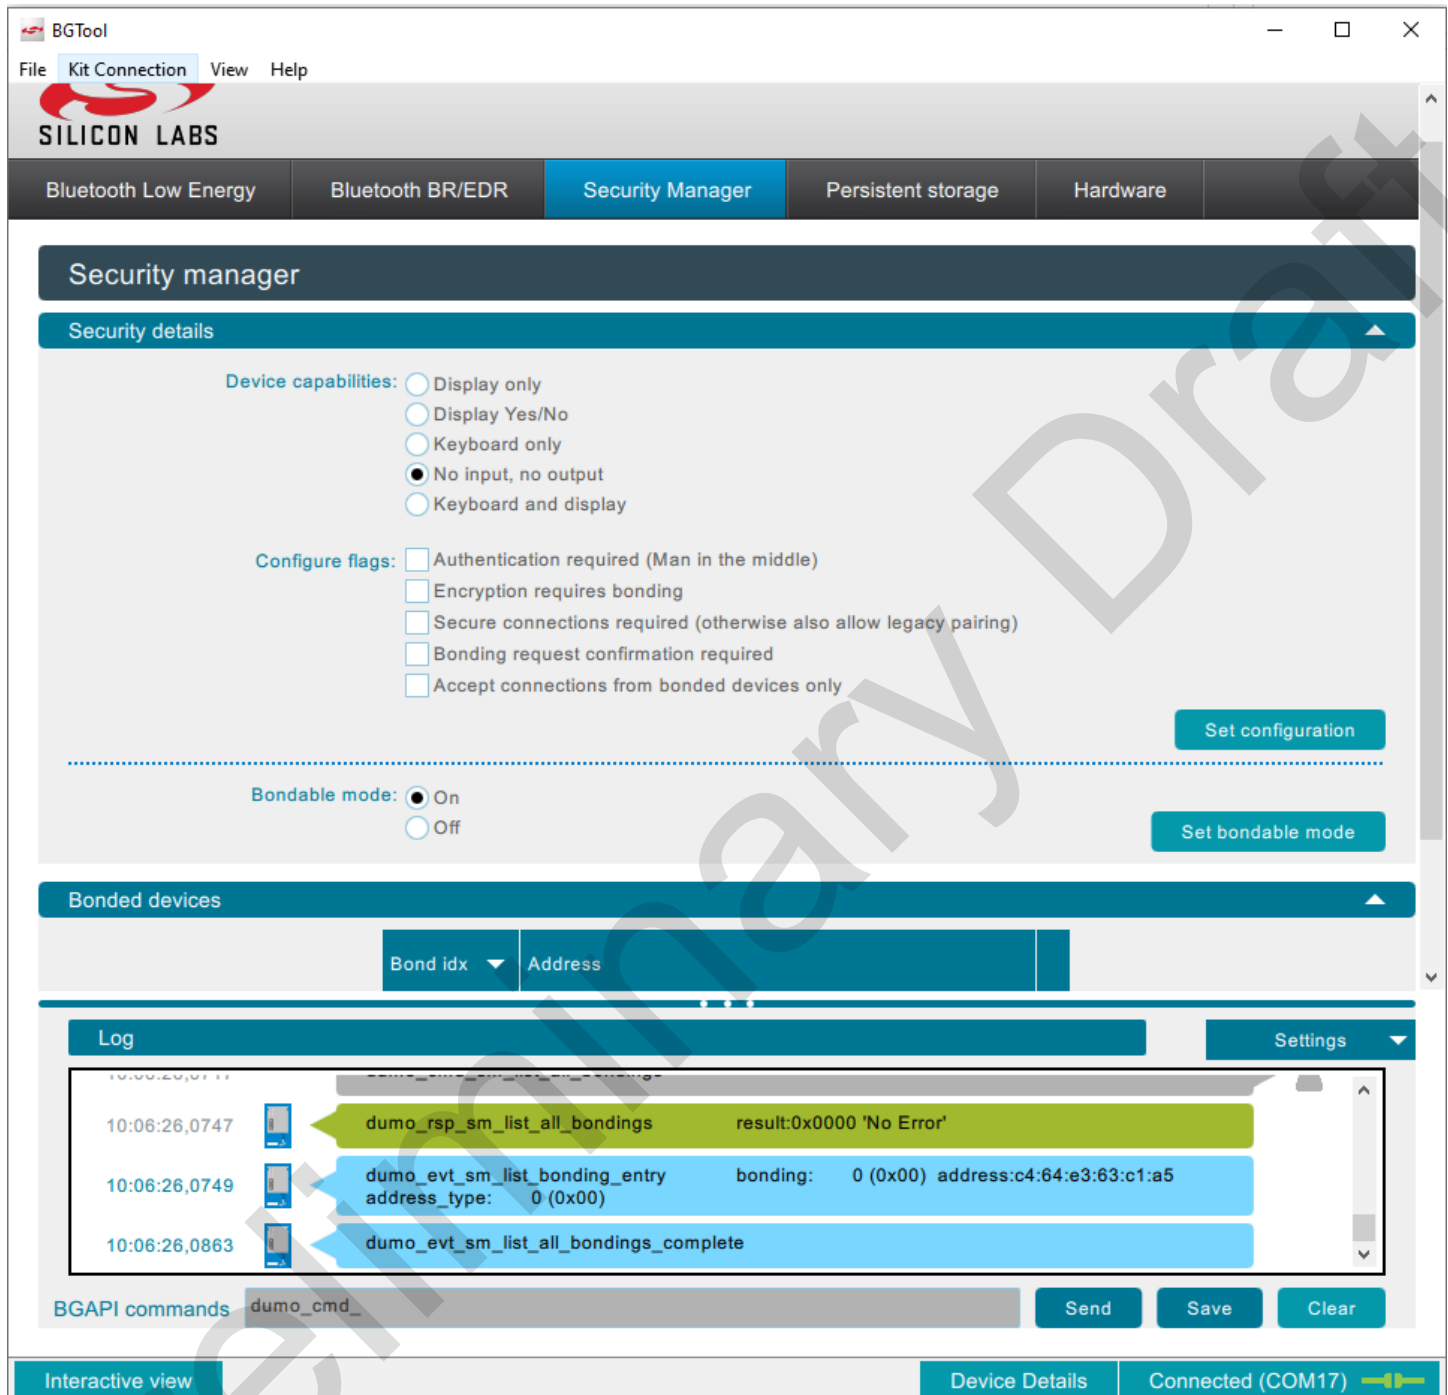 BGTool
File Kit Connection View Help
SILICON LABS
Bluetooth Low Energy Bluetooth BR/EDR Security Manager Persistent storage Hardware
Security manager
Security details
Device capabilities: Display only
Display Yes/No
Keyboard only
No input, no output
Keyboard and display
Configure flags: Authentication required (Man in the middle)
Encryption requires bonding
Secure connections required (otherwise also allow legacy pairing)
Bonding request confirmation required
Accept connections from bonded devices only
Set configuration
Bondable mode: On
Off
Set bondable mode
Bonded devices
Bond idx Address
Log Settings
dumo_cmd_sm_list_all_bondings
10:06:26,0747 dumo_rsp_sm_list_all_bondings result:0x0000 'No Error'
10:06:26,0749 dumo_evt_sm_list_bonding_entry bonding: 0 (0x00) address:c4:64:e3:63:c1:a5
address_type: 0 (0x00)
10:06:26,0863 dumo_evt_sm_list_all_bondings_complete
BGAPI commands dumo_cmd_ Send Save Clear
Interactive view Device Details Connected (COM17)
Preliminary Draft